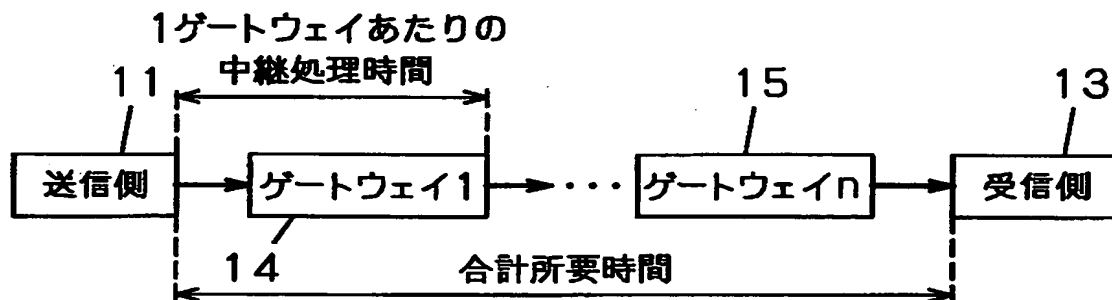 1ゲートウェイあたりの
中継処理時間
11
15
13
送信側
ゲートウェイ1
・・・
ゲートウェイn
受信側
14
合計所要時間